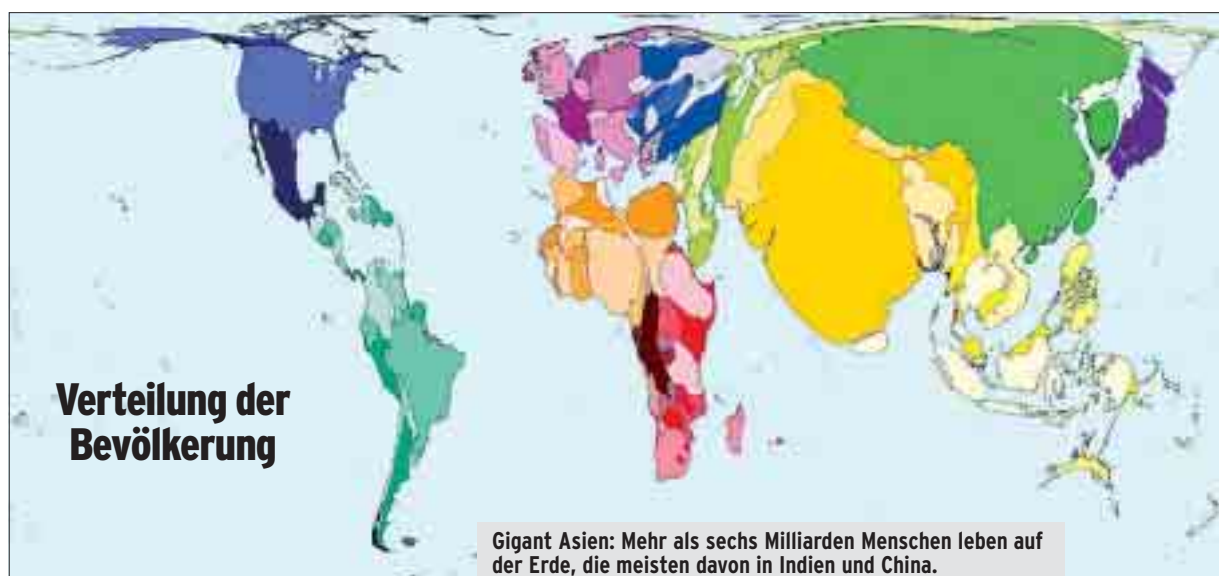 Verteilung der
Bevölkerung
Gigant Asien: Mehr als sechs Milliarden Menschen leben auf
der Erde, die meisten davon in Indien und China.